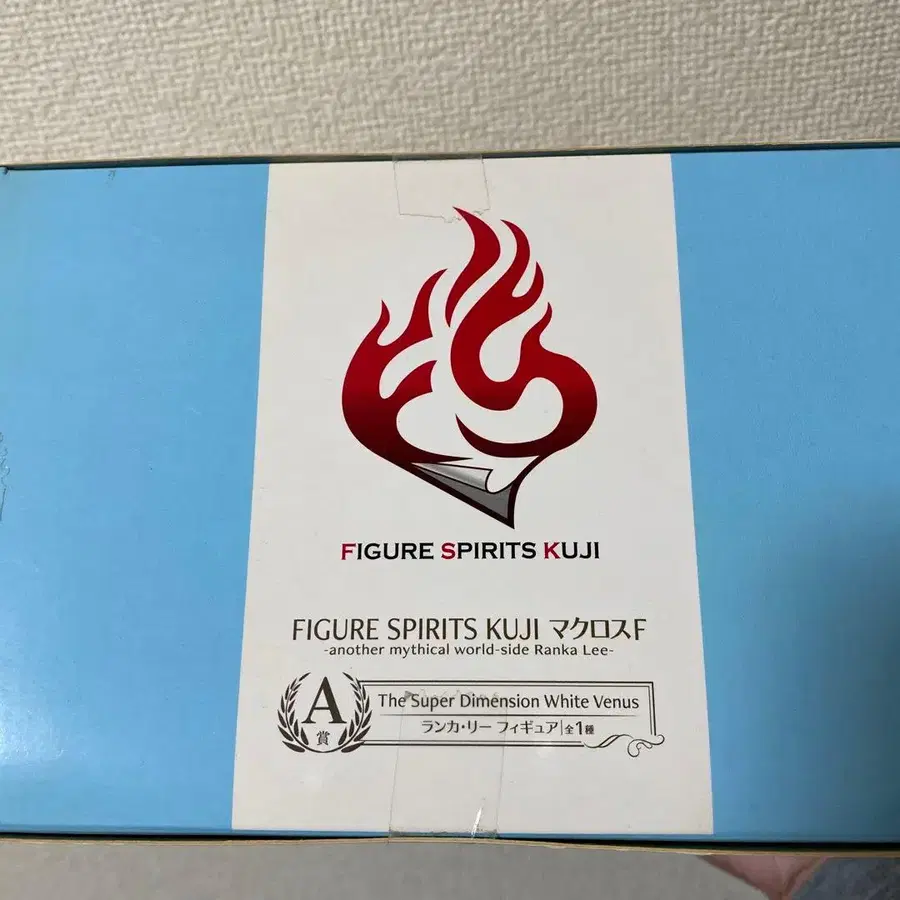 FIGURE SPIRITS KUJI
FIGURE SPIRITS KUJI マクロスF
-another mythical world-side Ranka Lee-
A賞
The Super Dimension White Venus
ランカ・リー フィギュア|全1種